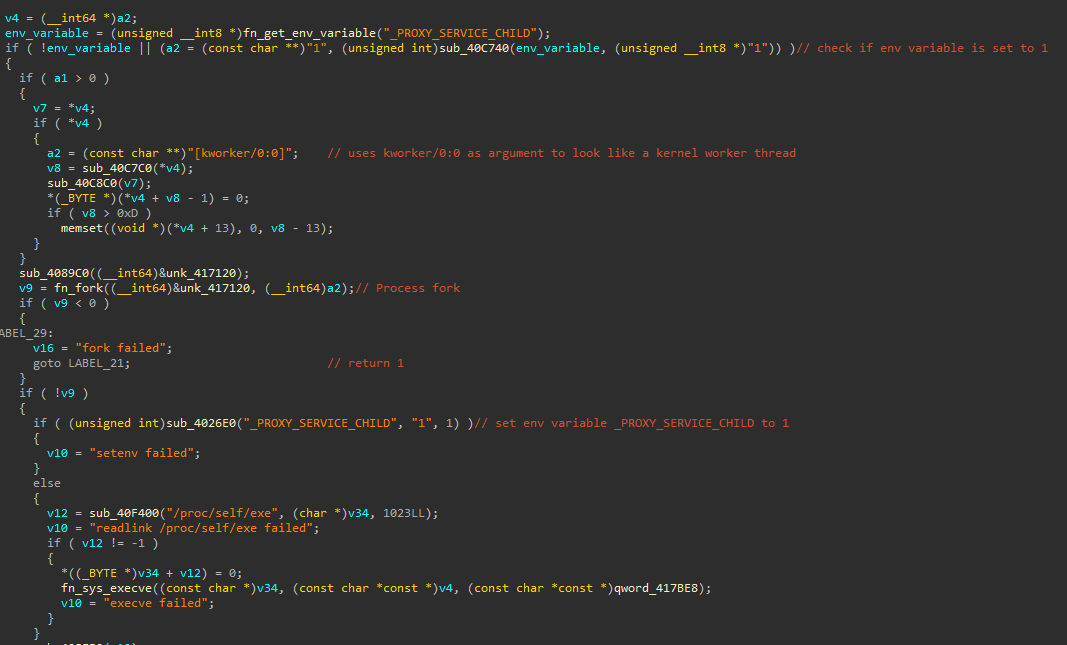 v4 = (__int64 *)a2;
env_variable = (unsigned __int8 *)fn_get_env_variable("_PROXY_SERVICE_CHILD");
if ( !env_variable || (a2 = (const char **)"1", (unsigned int)sub_40C740(env_variable, (unsigned __int8 *)"1")) )// check if env variable is set to 1
{
  if ( a1 > 0 )
  {
    v7 = *v4;
    if ( *v4 )
    {
      a2 = (const char **)"[kworker/0:0]";    // uses kworker/0:0 as argument to look like a kernel worker thread
      v8 = sub_40C7C0(*v4);
      sub_40C8C0(v7);
      *(_BYTE *)(*v4 + v8 - 1) = 0;
      if ( v8 > 0xD )
        memset((void *)(*v4 + 13), 0, v8 - 13);
    }
  }
  sub_4089C0((__int64)&unk_417120);
  v9 = fn_fork((__int64)&unk_417120, (__int64)a2);// Process fork
  if ( v9 < 0 )
  {
ABEL_29:
    v16 = "fork failed";
    goto LABEL_21;                            // return 1
  }
  if ( !v9 )
  {
    if ( (unsigned int)sub_4026E0("_PROXY_SERVICE_CHILD", "1", 1) )// set env variable _PROXY_SERVICE_CHILD to 1
    {
      v10 = "setenv failed";
    }
    else
    {
      v12 = sub_40F400("/proc/self/exe", (char *)v34, 1023LL);
      v10 = "readlink /proc/self/exe failed";
      if ( v12 != -1 )
      {
        *((_BYTE *)v34 + v12) = 0;
        fn_sys_execve((const char *)v34, (const char *const *)v4, (const char *const *)qword_417BE8);
        v10 = "execve failed";
      }
    }